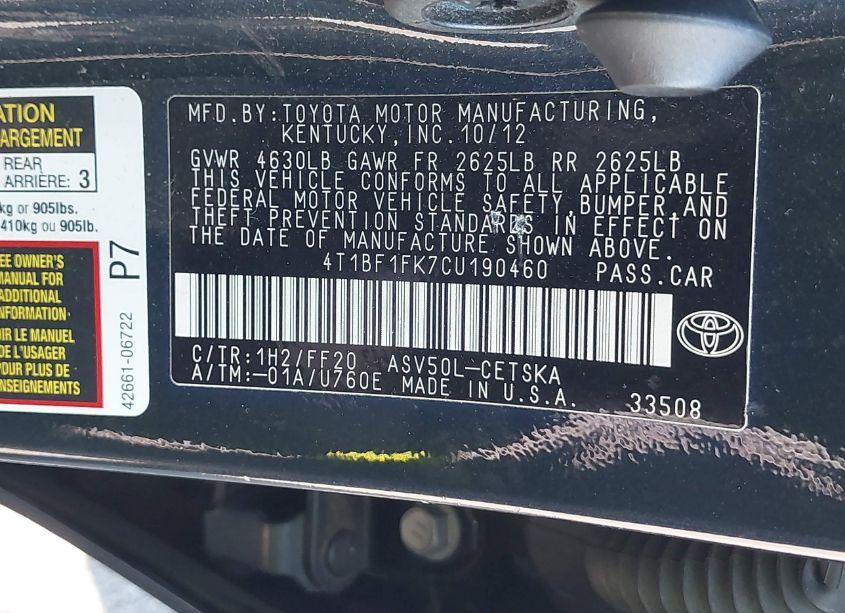 ATION
ARGEMENT
REAR
ARRIÈRE: 3
kg or 905lbs.
410kg ou 905lb.
EE OWNER'S
MANUAL FOR
ADDITIONAL
INFORMATION
OIR LE MANUEL
DE L'USAGER
POUR PLUS DE
ENSEIGNEMENTS
P7
42661-06722
MFD.BY:TOYOTA MOTOR MANUFACTURING,
KENTUCKY,INC.10/12
GVWR 4630LB GAWR FR 2625LB RR 2625LB
THIS VEHICLE CONFORMS TO ALL APPLICABLE
FEDERAL MOTOR VEHICLE SAFETY,BUMPER,AND
THEFT PREVENTION STANDARDS IN EFFECT ON
THE DATE OF MANUFACTURE SHOWN ABOVE.
4T1BF1FK7CU190460 PASS.CAR
C/TR:1H2/FF20 ASV50L-CETSKA
A/TM:-01A/U760E MADE IN U.S.A.
33508